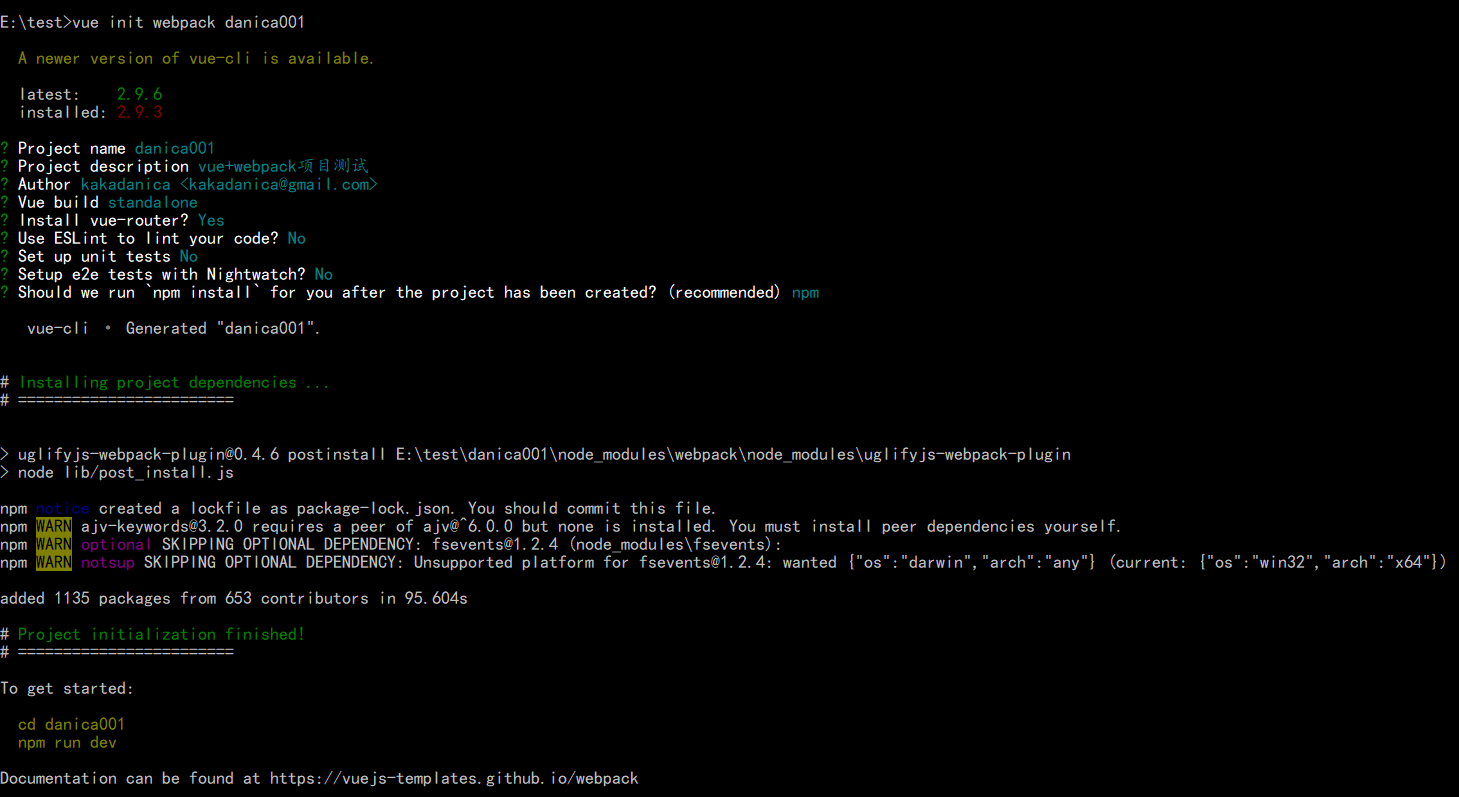 E:\test>vue init webpack danica001
A newer version of vue-cli is available.
latest: 2.9.6
installed: 2.9.3
? Project name danica001
? Project description vue+webpack项目测试
? Author kakadanica <kakadanica@gmail.com>
? Vue build standalone
? Install vue-router? Yes
? Use ESLint to lint your code? No
? Set up unit tests No
? Setup e2e tests with Nightwatch? No
? Should we run `npm install` for you after the project has been created? (recommended) npm
vue-cli · Generated "danica001".
# Installing project dependencies ...
# ========================
> uglifyjs-webpack-plugin@0.4.6 postinstall E:\test\danica001\node_modules\webpack\node_modules\uglifyjs-webpack-plugin
> node lib/post_install.js
npm notice created a lockfile as package-lock.json. You should commit this file.
npm WARN ajv-keywords@3.2.0 requires a peer of ajv@^6.0.0 but none is installed. You must install peer dependencies yourself.
npm WARN optional SKIPPING OPTIONAL DEPENDENCY: fsevents@1.2.4 (node_modules\fsevents):
npm WARN notsup SKIPPING OPTIONAL DEPENDENCY: Unsupported platform for fsevents@1.2.4: wanted {"os":"darwin","arch":"any"} (current: {"os":"win32","arch":"x64"})
added 1135 packages from 653 contributors in 95.604s
# Project initialization finished!
# ========================
To get started:
cd danica001
npm run dev
Documentation can be found at https://vuejs-templates.github.io/webpack